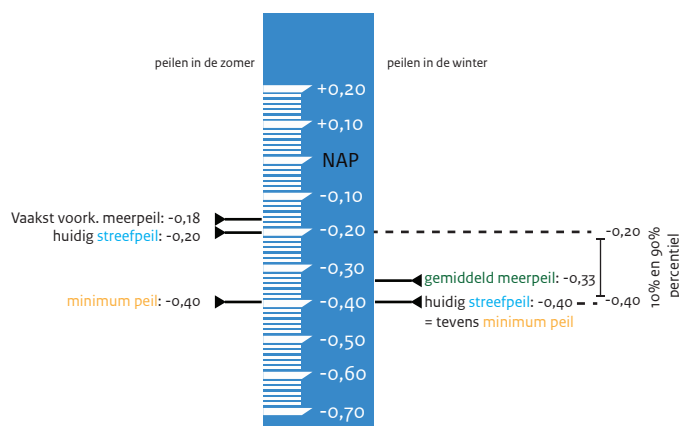 peilen in de zomer
peilen in de winter
+0,20
+0,10
NAP
-0,10
-0,20
-0,30
-0,40
-0,50
-0,60
-0,70
Vaakst voork. meerpeil: -0,18
huidig streefpeil: -0,20
minimum peil: -0,40
-0,20
gemiddeld meerpeil: -0,33
huidig streefpeil: -0,40
= tevens minimum peil
-0,40
10% en 90%
percentiel